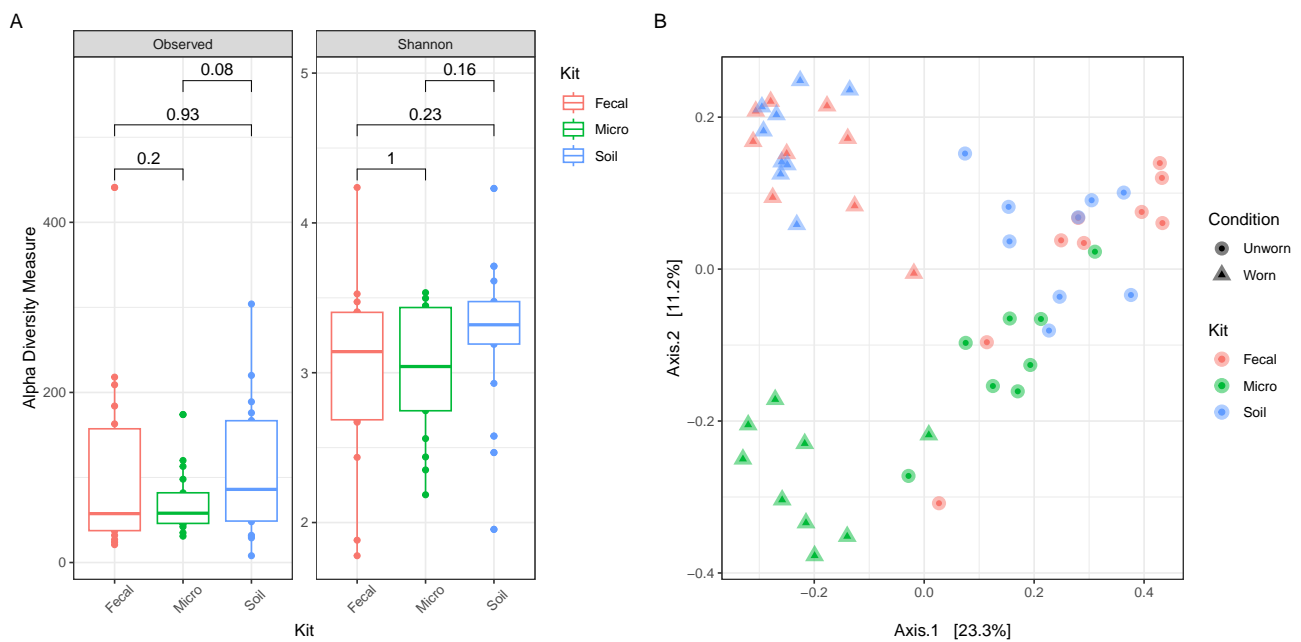 A
Observed
Shannon
0.08
0.93
0.2
0.16
0.23
1
Alpha Diversity Measure
400
200
0
5
4
3
2
Fecal
Micro
Soil
Fecal
Micro
Soil
Kit
Kit
Fecal
Micro
Soil
B
Axis.2 [11.2%]
0.2
0.0
−0.2
−0.4
−0.2
0.0
0.2
0.4
Axis.1 [23.3%]
Condition
Unworn
Worn
Kit
Fecal
Micro
Soil